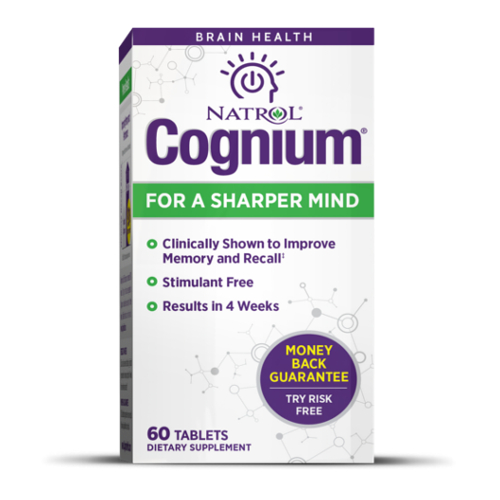 BRAIN HEALTH
NATROL®
Cognium®
FOR A SHARPER MIND
Clinically Shown to Improve
Memory and Recall‡
Stimulant Free
Results in 4 Weeks
MONEY
BACK
GUARANTEE
TRY RISK
FREE
60 TABLETS
DIETARY SUPPLEMENT